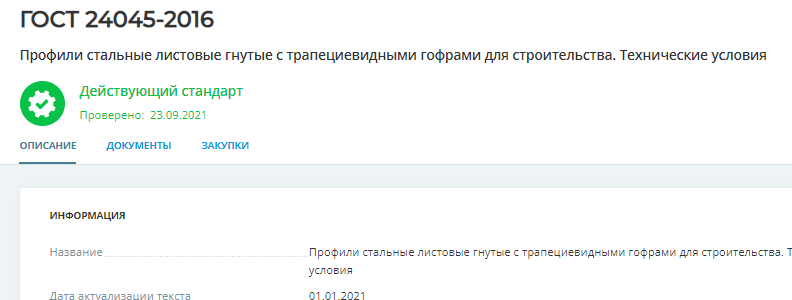 ГОСТ 24045-2016
Профили стальные листовые гнутые с трапециевидными гофрами для строительства. Технические условия
Действующий стандарт
Проверено: 23.09.2021
ОПИСАНИЕ ДОКУМЕНТЫ ЗАКУПКИ
ИНФОРМАЦИЯ
Название Профили стальные листовые гнутые с трапециевидными гофрами для строительства. Т
условия
Дата актуализации текста 01.01.2021